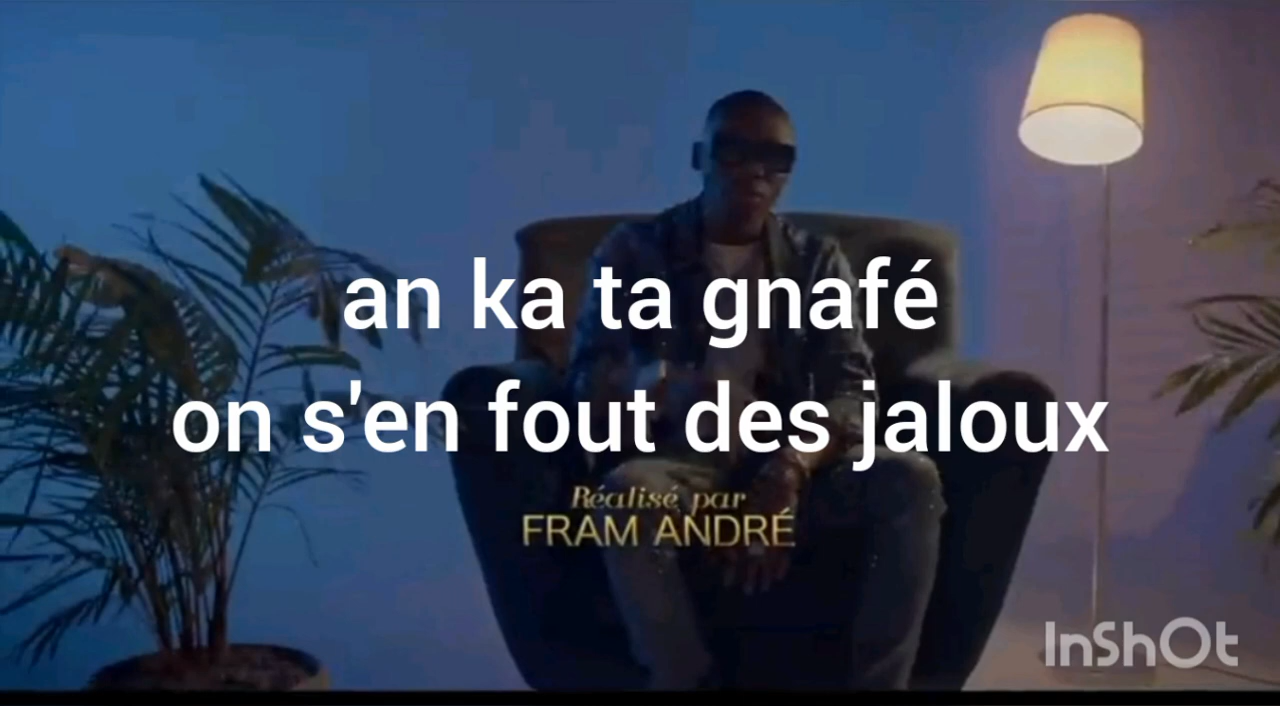 an ka ta gnafé
on s'en fout des jaloux
Réalisé par
FRAM ANDRÉ
InShOt